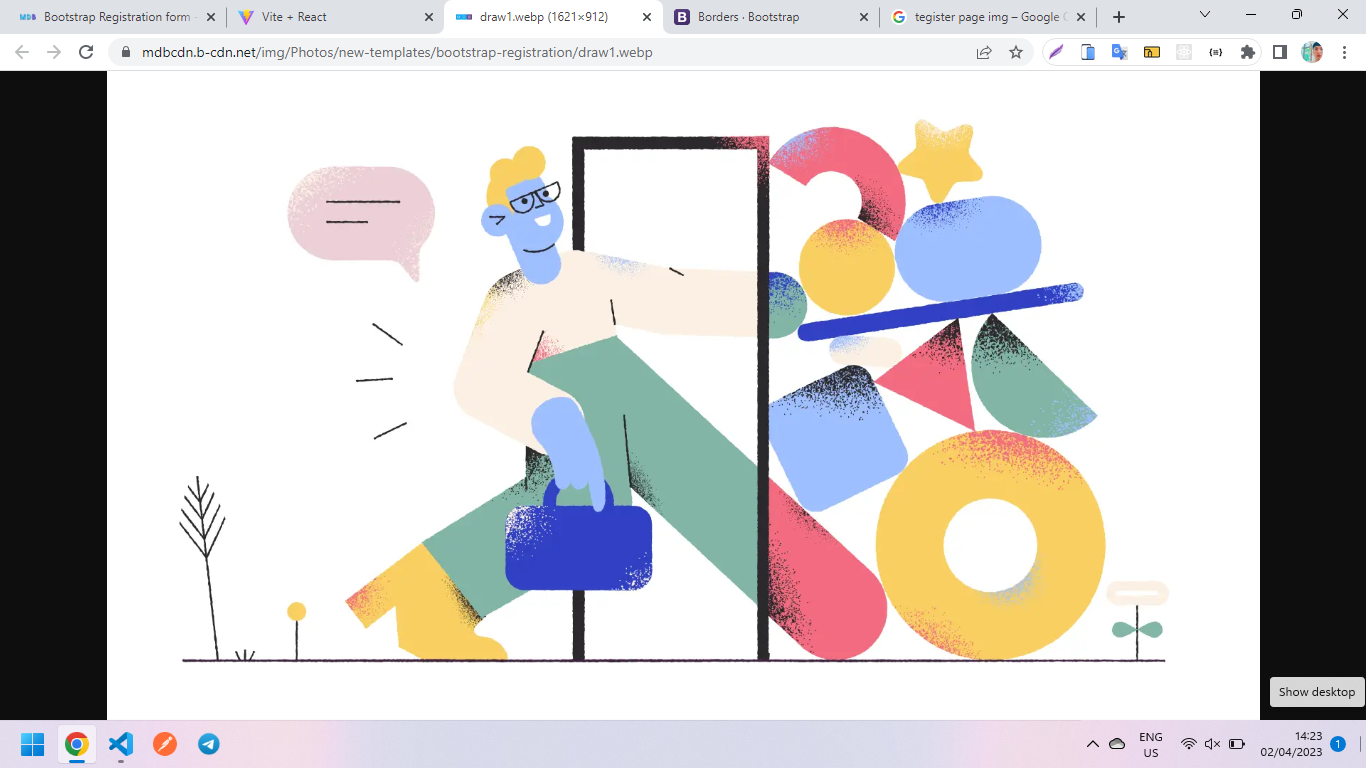 MDB Bootstrap Registration form -
Vite + React
draw1.webp (1621×912)
B Borders · Bootstrap
tegister page img – Google
mdbcdn.b-cdn.net/img/Photos/new-templates/bootstrap-registration/draw1.webp
Show desktop
ENG
US
14:23
02/04/2023
1